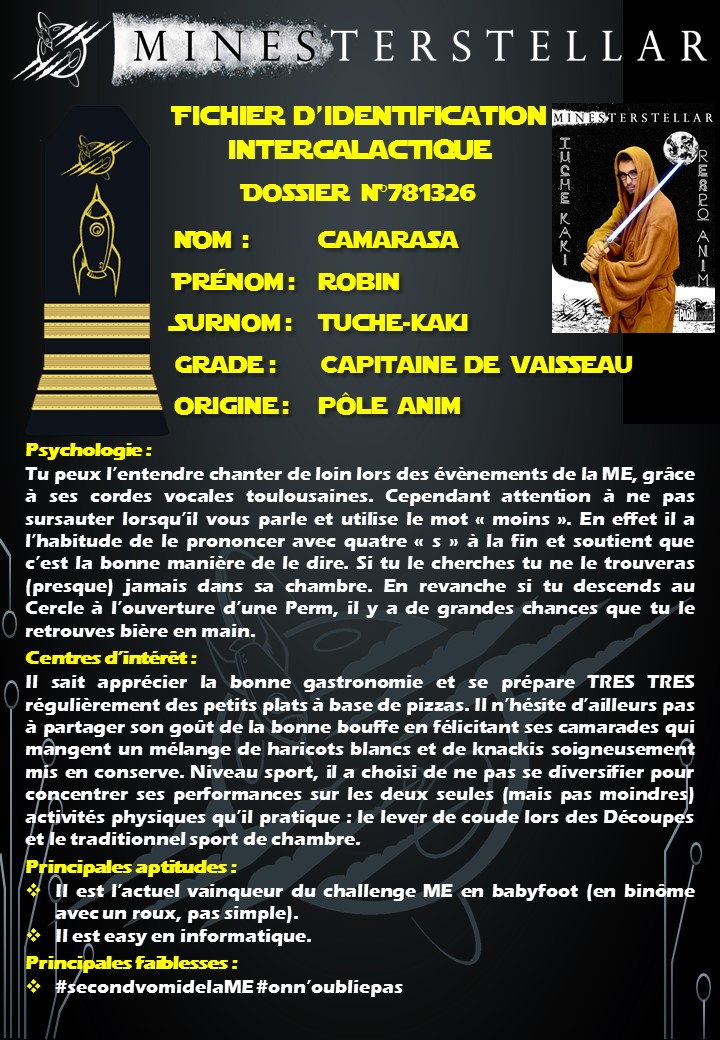 MINESTERSTELLAR
FICHIER D'IDENTIFICATION
INTERGALACTIQUE
DOSSIER N°781326
MINESTERSTELLAR
TUCHE KAKI
RESPO ANIM
NOM : CAMARASA
PRÉNOM : ROBIN
SURNOM : TUCHE-KAKI
GRADE : CAPITAINE DE VAISSEAU
ORIGINE : PÔLE ANIM
Psychologie :
Tu peux l'entendre chanter de loin lors des évènements de la ME, grâce
à ses cordes vocales toulousaines. Cependant attention à ne pas
sursauter lorsqu'il vous parle et utilise le mot « moins ». En effet il a
l'habitude de le prononcer avec quatre « s » à la fin et soutient que
c'est la bonne manière de le dire. Si tu le cherches tu ne le trouveras
(presque) jamais dans sa chambre. En revanche si tu descends au
Cercle à l'ouverture d'une Perm, il y a de grandes chances que tu le
retrouves bière en main.
Centres d'intérêt :
Il sait apprécier la bonne gastronomie et se prépare TRES TRES
régulièrement des petits plats à base de pizzas. Il n'hésite d'ailleurs pas
à partager son goût de la bonne bouffe en félicitant ses camarades qui
mangent un mélange de haricots blancs et de knackis soigneusement
mis en conserve. Niveau sport, il a choisi de ne pas se diversifier pour
concentrer ses performances sur les deux seules (mais pas moindres)
activités physiques qu'il pratique : le lever de coude lors des Découpes
et le traditionnel sport de chambre.
Principales aptitudes :
❖ Il est l'actuel vainqueur du challenge ME en babyfoot (en binôme
avec un roux, pas simple).
❖ Il est easy en informatique.
Principales faiblesses :
❖ #secondvomidelaME #onn'oubliepas